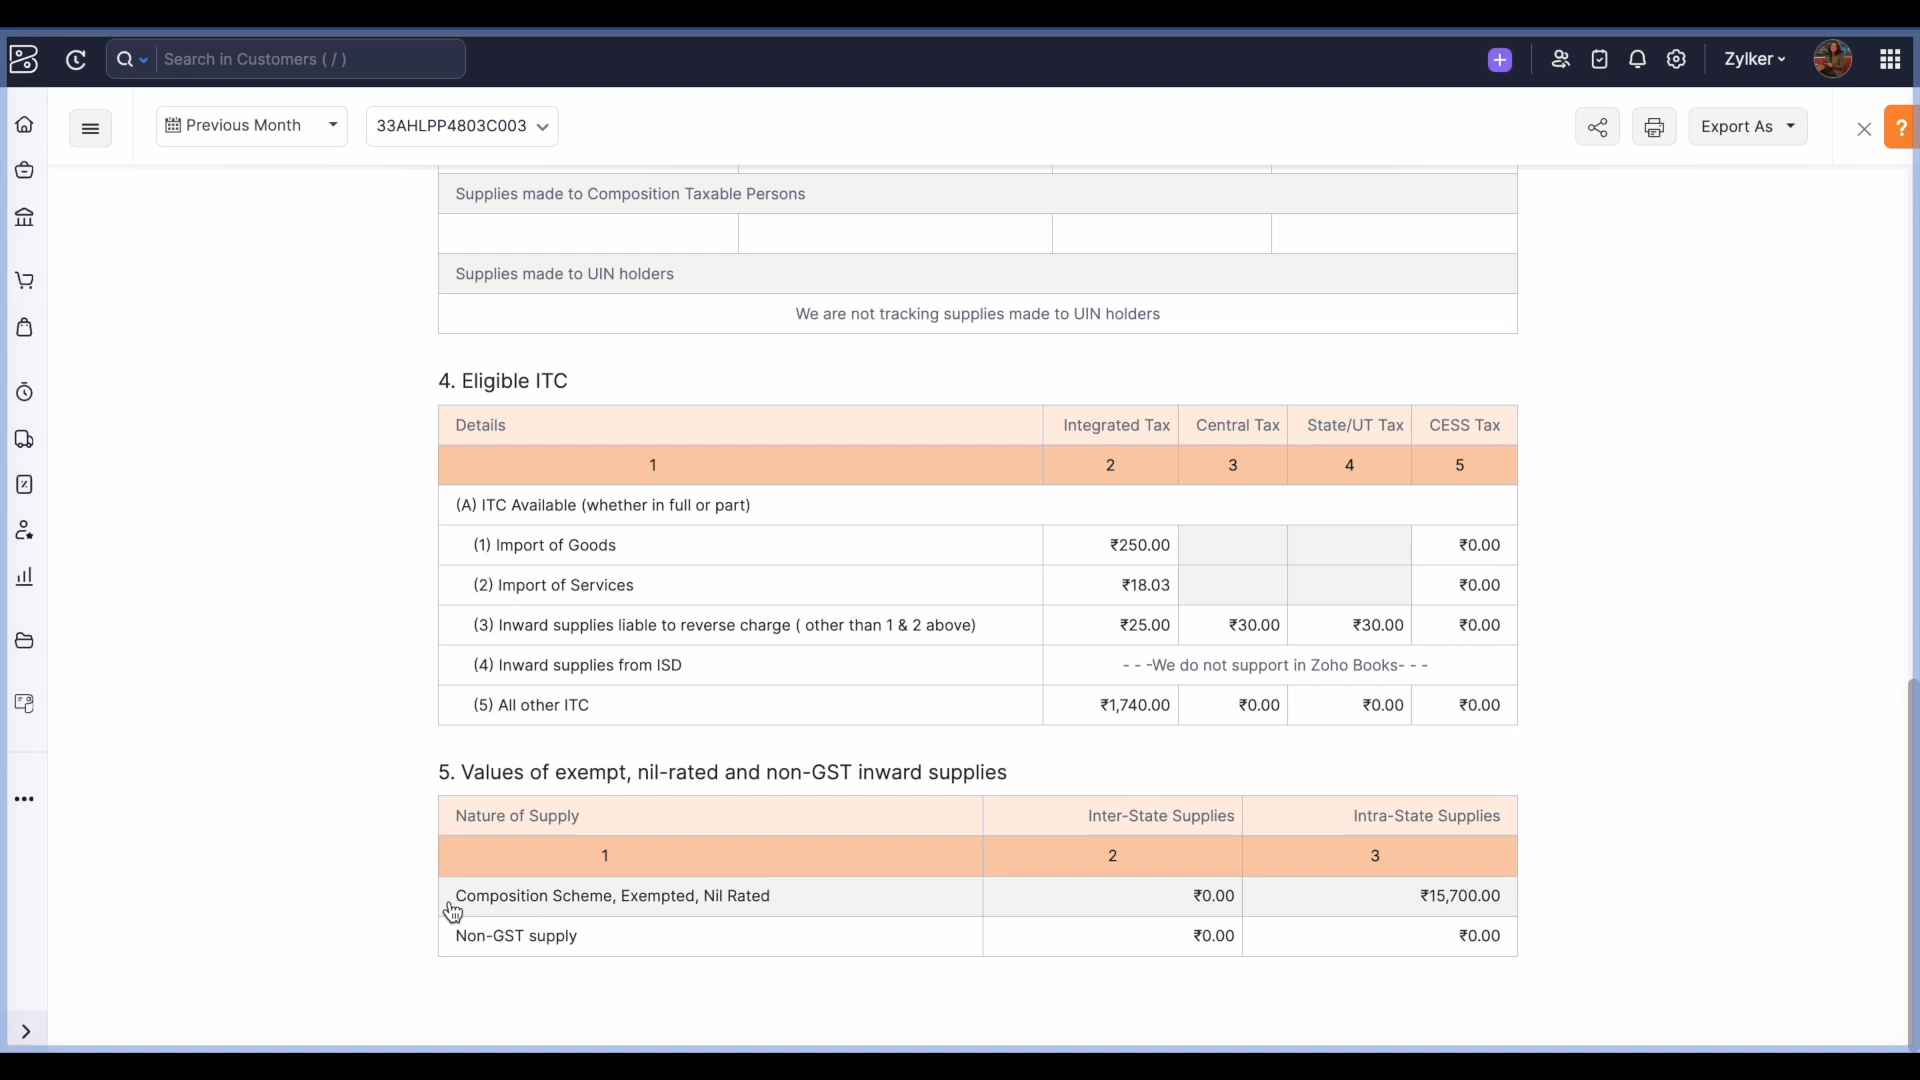 Search in Customers ( / )
Zylker
Previous Month
33AHLPP4803C003
Export As
?
Supplies made to Composition Taxable Persons
Supplies made to UIN holders
We are not tracking supplies made to UIN holders
4. Eligible ITC
Details Integrated Tax Central Tax State/UT Tax CESS Tax
1 2 3 4 5
(A) ITC Available (whether in full or part)
(1) Import of Goods ₹250.00 ₹0.00
(2) Import of Services ₹18.03 ₹0.00
(3) Inward supplies liable to reverse charge ( other than 1 & 2 above) ₹25.00 ₹30.00 ₹30.00 ₹0.00
(4) Inward supplies from ISD - - -We do not support in Zoho Books- - -
(5) All other ITC ₹1,740.00 ₹0.00 ₹0.00 ₹0.00
5. Values of exempt, nil-rated and non-GST inward supplies
Nature of Supply Inter-State Supplies Intra-State Supplies
1 2 3
Composition Scheme, Exempted, Nil Rated ₹0.00 ₹15,700.00
Non-GST supply ₹0.00 ₹0.00